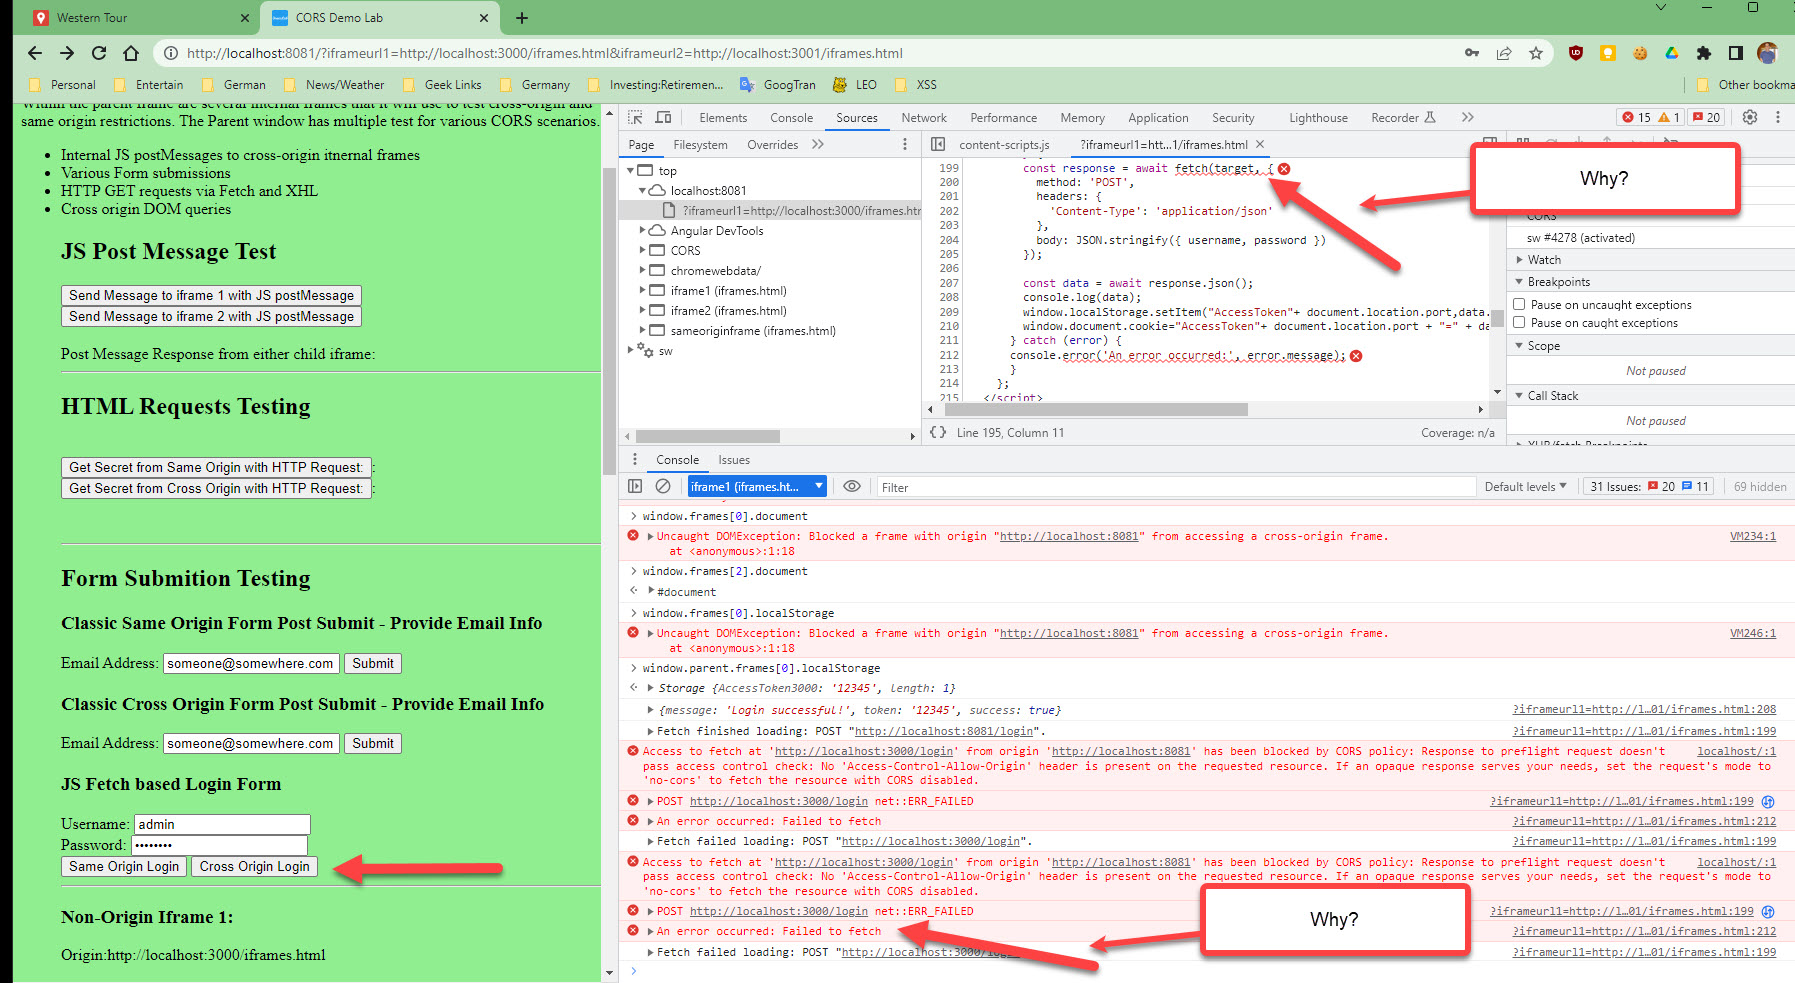 Western Tour
CORS Demo Lab
http://localhost:8081/?iframeurl1=http://localhost:3000/iframes.html&iframeurl2=http://localhost:3001/iframes.html
Personal
Entertain
German
News/Weather
Geek Links
Germany
Investing:Retiremen...
GoogTran
LEO
XSS
Other bookma
Within the parent frame are several internal frames that it will use to test cross-origin and
same origin restrictions. The Parent window has multiple test for various CORS scenarios.
• Internal JS postMessages to cross-origin itnernal frames
• Various Form submissions
• HTTP GET requests via Fetch and XHL
• Cross origin DOM queries
JS Post Message Test
Send Message to iframe 1 with JS postMessage
Send Message to iframe 2 with JS postMessage
Post Message Response from either child iframe:
HTML Requests Testing
Get Secret from Same Origin with HTTP Request: :
Get Secret from Cross Origin with HTTP Request: :
Form Submition Testing
Classic Same Origin Form Post Submit - Provide Email Info
Email Address: someone@somewhere.com Submit
Classic Cross Origin Form Post Submit - Provide Email Info
Email Address: someone@somewhere.com Submit
JS Fetch based Login Form
Username: admin
Password: ••••••••
Same Origin Login Cross Origin Login
Non-Origin Iframe 1:
Origin:http://localhost:3000/iframes.html
Elements Console Sources Network Performance Memory Application Security Lighthouse Recorder
15 1 20
Page Filesystem Overrides
top
localhost:8081
?iframeurl1=http://localhost:3000/iframes.htr
Angular DevTools
CORS
chromewebdata/
iframe1 (iframes.html)
iframe2 (iframes.html)
sameoriginframe (iframes.html)
sw
content-scripts.js ?iframeurl1=htt...1/iframes.html
199 const response = await fetch(target, {
200 method: 'POST',
201 headers: {
202 'Content-Type': 'application/json'
203 },
204 body: JSON.stringify({ username, password })
205 });
206
207 const data = await response.json();
208 console.log(data);
209 window.localStorage.setItem("AccessToken"+ document.location.port,data.
210 window.document.cookie="AccessToken"+ document.location.port + "=" + da
211 } catch (error) {
212 console.error('An error occurred:', error.message);
213 }
214 };
215 </script>
{ } Line 195, Column 11
Coverage: n/a
Why?
CORS
sw #4278 (activated)
Watch
Breakpoints
Pause on uncaught exceptions
Pause on caught exceptions
Scope
Not paused
Call Stack
Not paused
XHR/fetch Breakpoints
Console Issues
iframe1 (iframes.ht... Filter Default levels 31 Issues: 20 11 69 hidden
window.frames[0].document
Uncaught DOMException: Blocked a frame with origin "http://localhost:8081" from accessing a cross-origin frame. VM234:1
at <anonymous>:1:18
window.frames[2].document
#document
window.frames[0].localStorage
Uncaught DOMException: Blocked a frame with origin "http://localhost:8081" from accessing a cross-origin frame. VM246:1
at <anonymous>:1:18
window.parent.frames[0].localStorage
Storage {AccessToken3000: '12345', length: 1}
{message: 'Login successful!', token: '12345', success: true} ?iframeurl1=http://l…01/iframes.html:208
Fetch finished loading: POST "http://localhost:8081/login". ?iframeurl1=http://l…01/iframes.html:199
Access to fetch at 'http://localhost:3000/login' from origin 'http://localhost:8081' has been blocked by CORS policy: Response to preflight request doesn't localhost/:1
pass access control check: No 'Access-Control-Allow-Origin' header is present on the requested resource. If an opaque response serves your needs, set the request's mode to
'no-cors' to fetch the resource with CORS disabled.
POST http://localhost:3000/login net::ERR_FAILED ?iframeurl1=http://l…01/iframes.html:199
An error occurred: Failed to fetch ?iframeurl1=http://l…01/iframes.html:212
Fetch failed loading: POST "http://localhost:3000/login". ?iframeurl1=http://l…01/iframes.html:199
Access to fetch at 'http://localhost:3000/login' from origin 'http://localhost:8081' has been blocked by CORS policy: Response to preflight request doesn't localhost/:1
pass access control check: No 'Access-Control-Allow-Origin' header is present on the requested resource. If an opaque response serves your needs, set the request's mode to
'no-cors' to fetch the resource with CORS disabled.
POST http://localhost:3000/login net::ERR_FAILED ?iframeurl1=http://l…01/iframes.html:199
An error occurred: Failed to fetch ?iframeurl1=http://l…01/iframes.html:212
Why?
Fetch failed loading: POST "http://localhost:3000/login ?iframeurl1=http://l…01/iframes.html:199